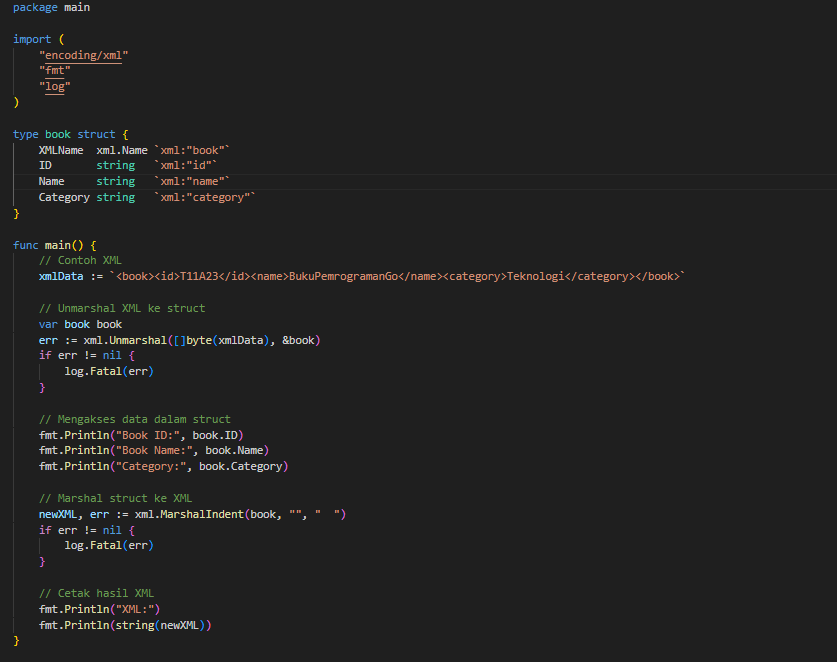 package main
import (
"encoding/xml"
"fmt"
"log"
)
type book struct {
XMLName  xml.Name `xml:"book"`
ID       string   `xml:"id"`
Name     string   `xml:"name"`
Category string   `xml:"category"`
}
func main() {
// Contoh XML
xmlData := `<book><id>T11A23</id><name>BukuPemrogramanGo</name><category>Teknologi</category></book>`
// Unmarshal XML ke struct
var book book
err := xml.Unmarshal([]byte(xmlData), &book)
if err != nil {
log.Fatal(err)
}
// Mengakses data dalam struct
fmt.Println("Book ID:", book.ID)
fmt.Println("Book Name:", book.Name)
fmt.Println("Category:", book.Category)
// Marshal struct ke XML
newXML, err := xml.MarshalIndent(book, "", "  ")
if err != nil {
log.Fatal(err)
}
// Cetak hasil XML
fmt.Println("XML:")
fmt.Println(string(newXML))
}